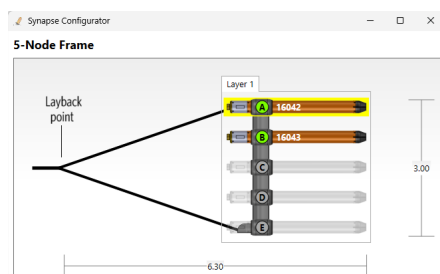 Synapse Configurator
5-Node Frame
Layer 1
Layback
point
A 16042
B 16043
C
D
E
3.00
6.30